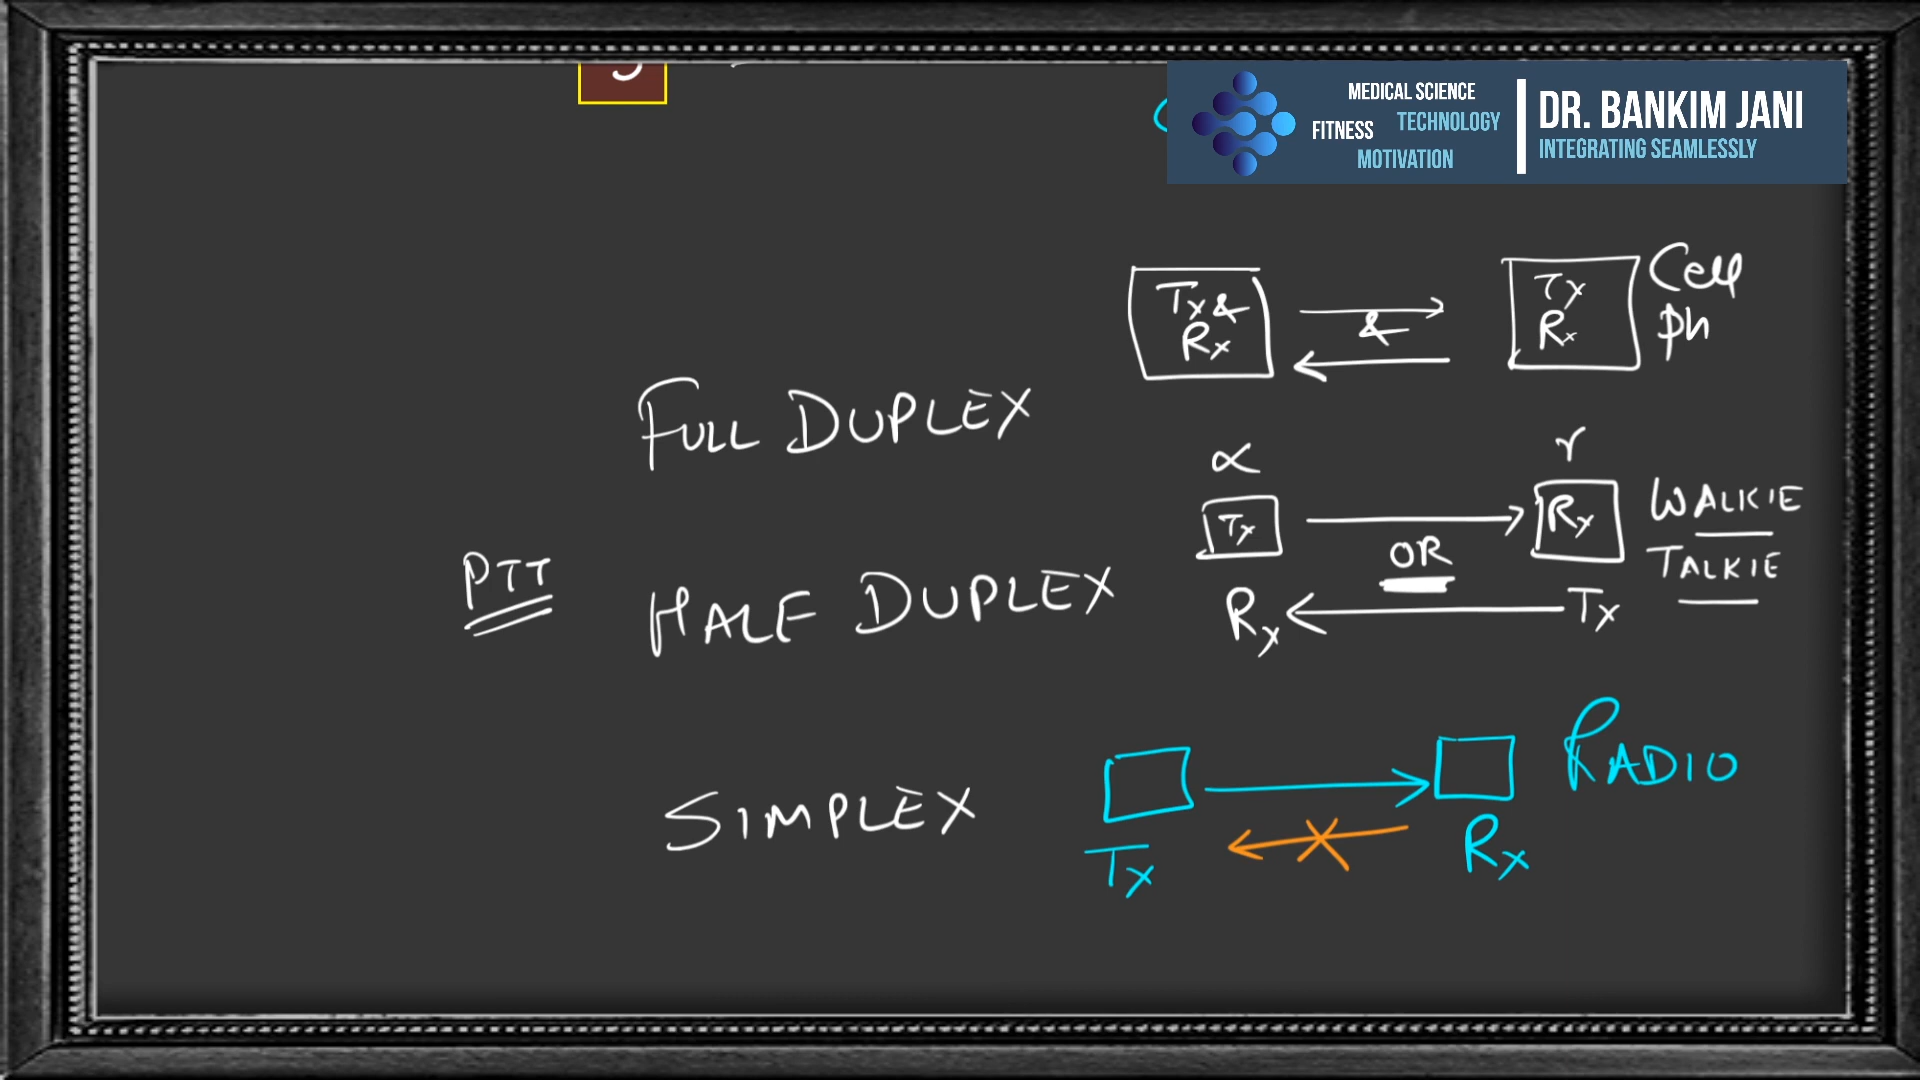 MEDICAL SCIENCE
FITNESS TECHNOLOGY
MOTIVATION
DR. BANKIM JANI
INTEGRATING SEAMLESSLY
Tx &
Rx
&
Tx
Rx
Cell
Ph
FULL DUPLEX
α
r
Tx
Rx
WALKIE
TALKIE
OR
PTT
HALF DUPLEX
Rx
Tx
SIMPLEX
RADIO
Tx
Rx